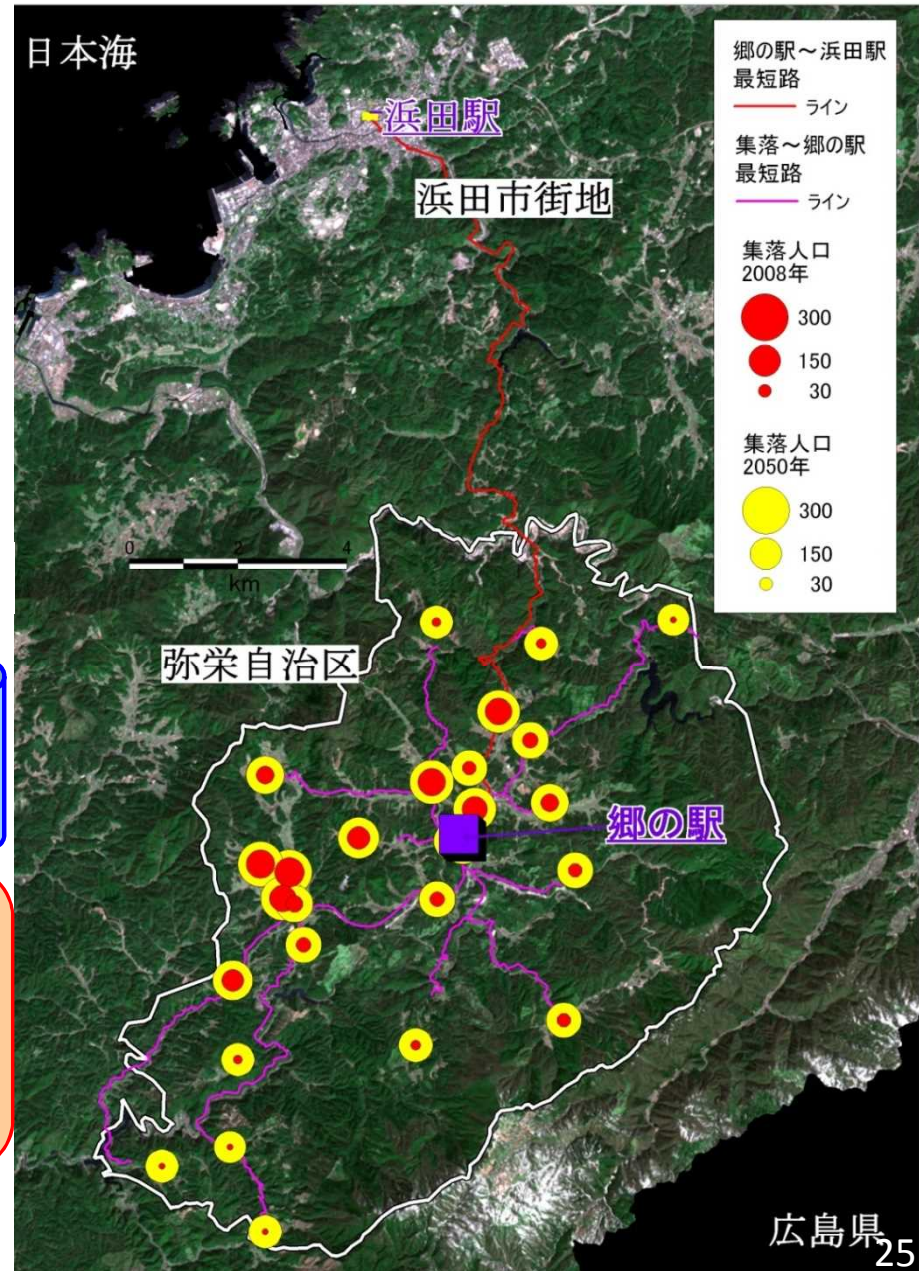 日本海
浜田駅
浜田市街地
郷の駅～浜田駅
最短路
ライン
集落～郷の駅
最短路
ライン
集落人口
2008年
300
150
30
集落人口
2050年
300
150
30
0 2 4
km
弥栄自治区
郷の駅
広島県
25